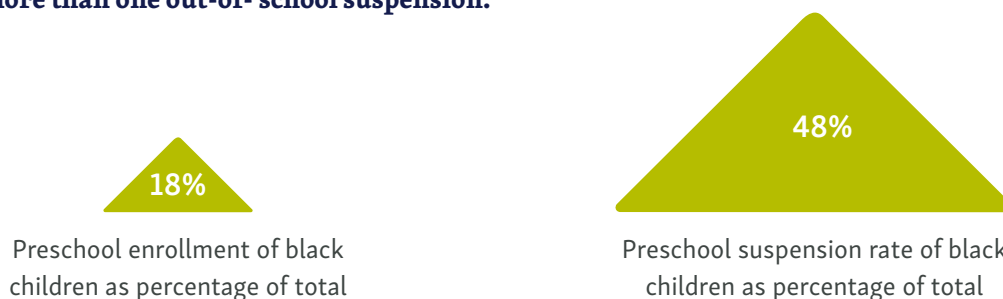 more than one out-of- school suspension.
18%
48%
Preschool enrollment of black
children as percentage of total
Preschool suspension rate of black
children as percentage of total